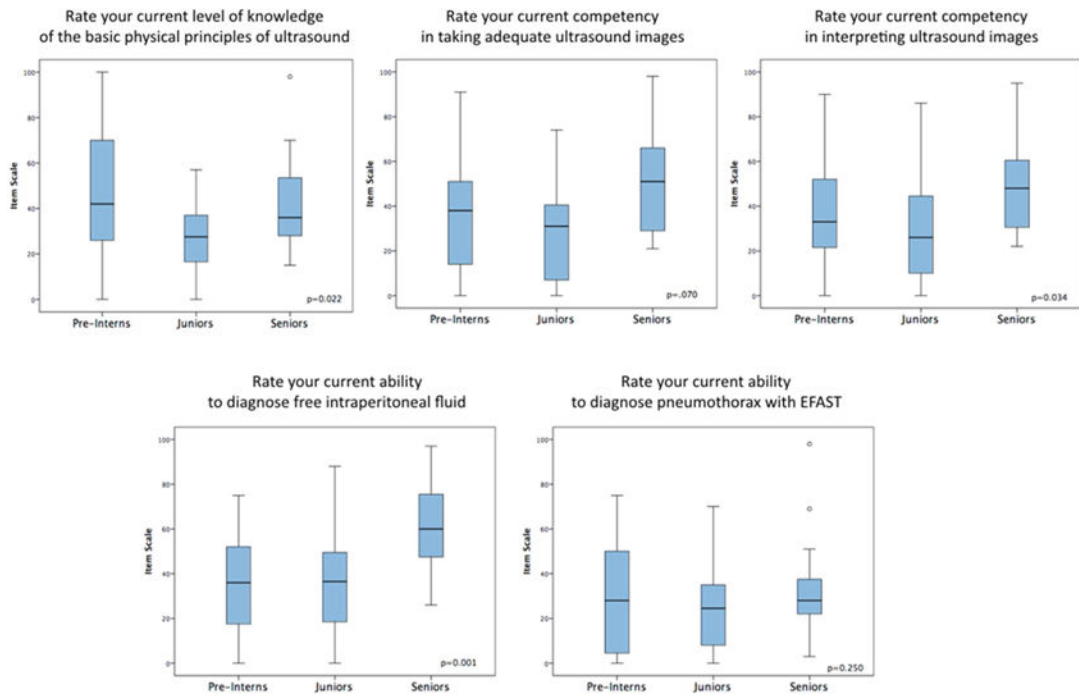 Rate your current level of knowledge
of the basic physical principles of ultrasound
Item Scale
100
80
60
40
20
0
p=0.022
Pre-Interns
Juniors
Seniors
Rate your current competency
in taking adequate ultrasound images
Item Scale
100
80
60
40
20
0
p=.070
Pre-Interns
Juniors
Seniors
Rate your current competency
in interpreting ultrasound images
Item Scale
100
80
60
40
20
0
p=0.034
Pre-Interns
Juniors
Seniors
Rate your current ability
to diagnose free intraperitoneal fluid
Item Scale
100
80
60
40
20
0
p=0.001
Pre-Interns
Juniors
Seniors
Rate your current ability
to diagnose pneumothorax with EFAST
Item Scale
100
80
60
40
20
0
p=0.250
Pre-Interns
Juniors
Seniors